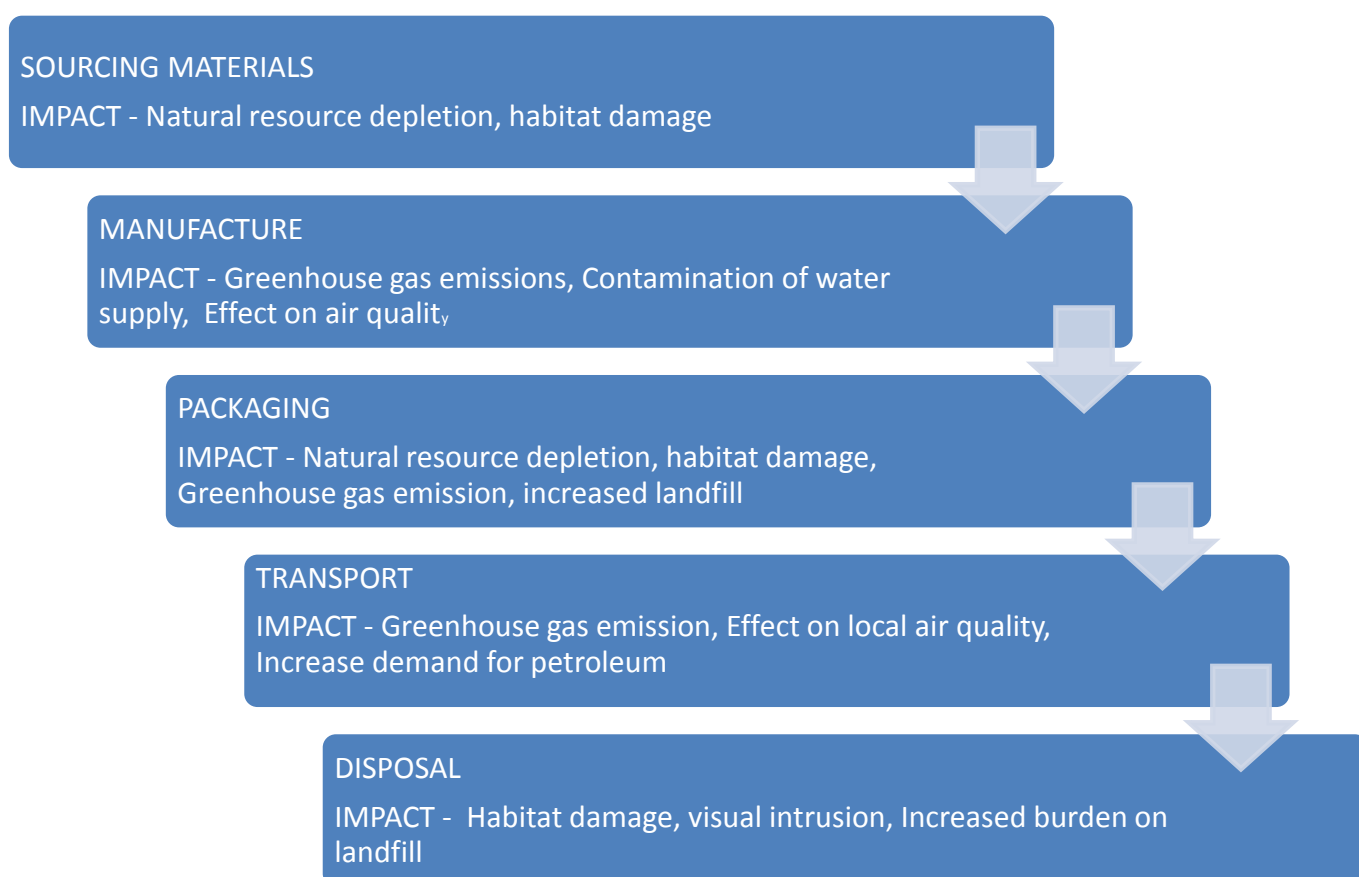 SOURCING MATERIALS
IMPACT - Natural resource depletion, habitat damage
MANUFACTURE
IMPACT - Greenhouse gas emissions, Contamination of water
supply,  Effect on air quality
PACKAGING
IMPACT - Natural resource depletion, habitat damage,
Greenhouse gas emission, increased landfill
TRANSPORT
IMPACT - Greenhouse gas emission, Effect on local air quality,
Increase demand for petroleum
DISPOSAL
IMPACT -  Habitat damage, visual intrusion, Increased burden on
landfill